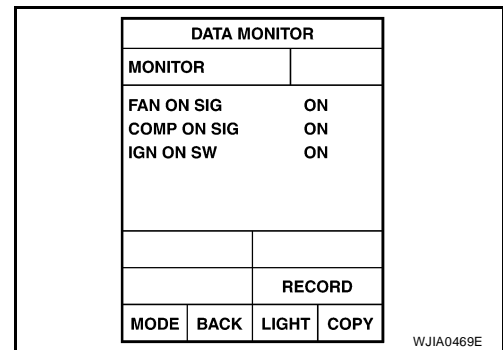 DATA MONITOR
MONITOR
FAN ON SIG ON
COMP ON SIG ON
IGN ON SW ON
RECORD
MODE BACK LIGHT COPY
WJIA0469E